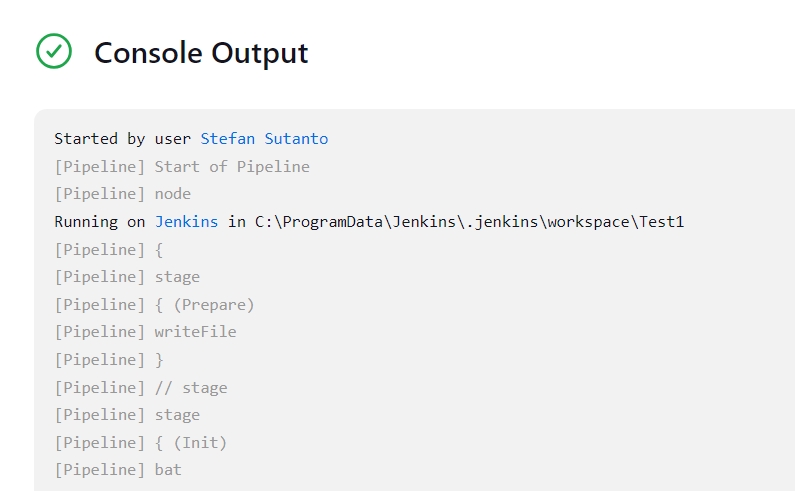 Console Output
Started by user Stefan Sutanto
[Pipeline] Start of Pipeline
[Pipeline] node
Running on Jenkins in C:\ProgramData\Jenkins\.jenkins\workspace\Test1
[Pipeline] {
[Pipeline] stage
[Pipeline] { (Prepare)
[Pipeline] writeFile
[Pipeline] }
[Pipeline] // stage
[Pipeline] stage
[Pipeline] { (Init)
[Pipeline] bat